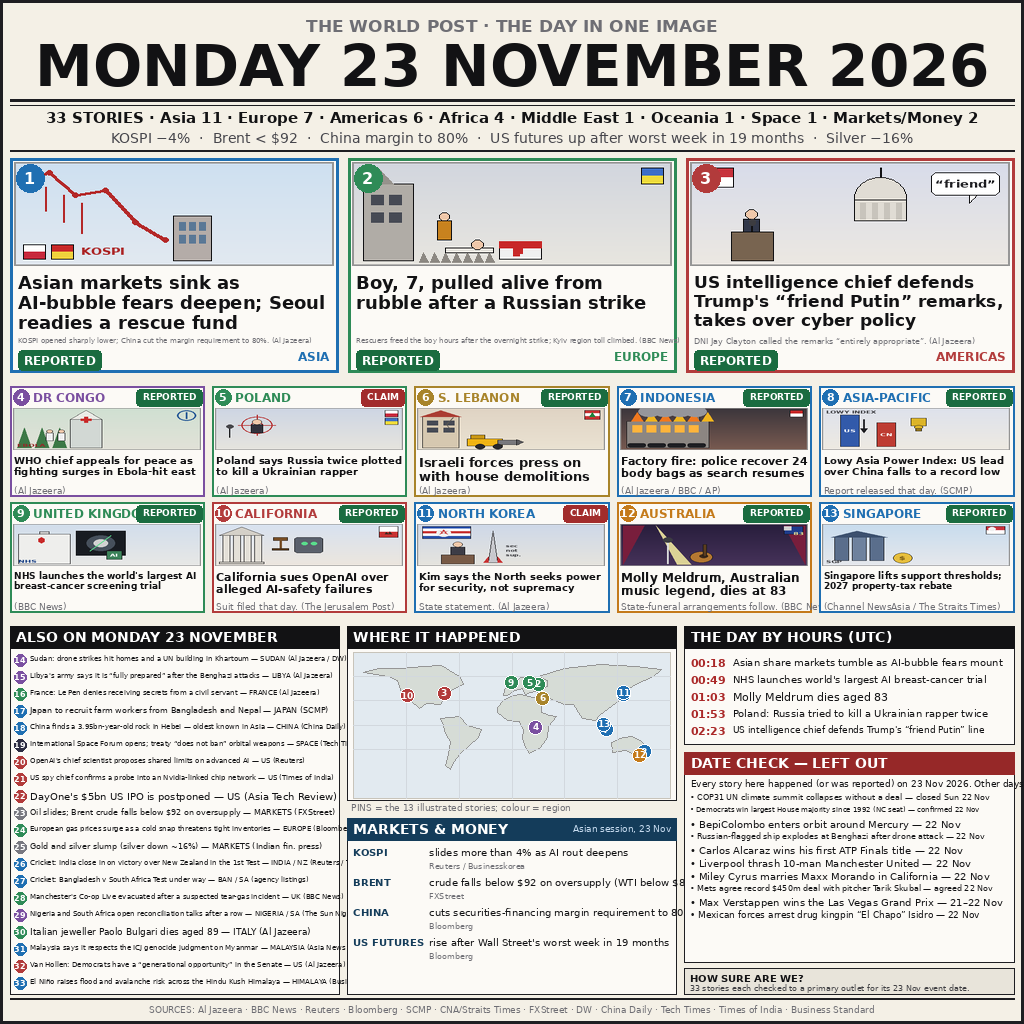 THE WORLD POST · THE DAY IN ONE IMAGE
MONDAY 23 NOVEMBER 2026
33 STORIES · Asia 11 · Europe 7 · Americas 6 · Africa 4 · Middle East 1 · Oceania 1 · Space 1 · Markets/Money 2
KOSPI −4% · Brent < $92 · China margin to 80% · US futures up after worst week in 19 months · Silver −16%
1
KOSPI
Asian markets sink as
AI-bubble fears deepen; Seoul
readies a rescue fund
KOSPI opened sharply lower; China cut the margin requirement to 80%. (Al Jazeera)
REPORTED
ASIA
2
Boy, 7, pulled alive from
rubble after a Russian strike
Rescuers freed the boy hours after the overnight strike; Kyiv region toll climbed. (BBC New
REPORTED
EUROPE
3
“friend”
US intelligence chief defends
Trump's “friend Putin” remarks,
takes over cyber policy
DNI Jay Clayton called the remarks “entirely appropriate”. (Al Jazeera)
REPORTED
AMERICAS
4 DR CONGO
REPORTED
WHO chief appeals for peace as
fighting surges in Ebola-hit east
(Al Jazeera)
5 POLAND
CLAIM
Poland says Russia twice plotted
to kill a Ukrainian rapper
(Al Jazeera)
6 S. LEBANON
REPORTED
Israeli forces press on
with house demolitions
(Al Jazeera)
7 INDONESIA
REPORTED
Factory fire: police recover 24
body bags as search resumes
(Al Jazeera / BBC / AP)
8 ASIA-PACIFIC
REPORTED
LOWY INDEX
US
CN
Lowy Asia Power Index: US lead
over China falls to a record low
Report released that day. (SCMP)
9 UNITED KINGDO
REPORTED
NHS
AI
NHS launches the world's largest AI
breast-cancer screening trial
(BBC News)
10 CALIFORNIA
REPORTED
California sues OpenAI over
alleged AI-safety failures
Suit filed that day. (The Jerusalem Post)
11 NORTH KOREA
CLAIM
sec
not
sup.
Kim says the North seeks power
for security, not supremacy
State statement. (Al Jazeera)
12 AUSTRALIA
REPORTED
Molly Meldrum, Australian
music legend, dies at 83
State-funeral arrangements follow. (BBC Ne
13 SINGAPORE
REPORTED
$
Singapore lifts support thresholds;
2027 property-tax rebate
(Channel NewsAsia / The Straits Times)
ALSO ON MONDAY 23 NOVEMBER
14 Sudan: drone strikes hit homes and a UN building in Khartoum — SUDAN (Al Jazeera / DW)
15 Libya's army says it is “fully prepared” after the Benghazi attacks — LIBYA (Al Jazeera)
16 France: Le Pen denies receiving secrets from a civil servant — FRANCE (Al Jazeera)
17 Japan to recruit farm workers from Bangladesh and Nepal — JAPAN (SCMP)
18 China finds a 3.95bn-year-old rock in Hebei — oldest known in Asia — CHINA (China Daily)
19 International Space Forum opens; treaty “does not ban” orbital weapons — SPACE (Tech Ti
20 OpenAI's chief scientist proposes shared limits on advanced AI — US (Reuters)
21 US spy chief confirms a probe into an Nvidia-linked chip network — US (Times of India)
22 DayOne's $5bn US IPO is postponed — US (Asia Tech Review)
23 Oil slides; Brent crude falls below $92 on oversupply — MARKETS (FXStreet)
24 European gas prices surge as a cold snap threatens tight inventories — EUROPE (Bloombe
25 Gold and silver slump (silver down ~16%) — MARKETS (Indian fin. press)
26 Cricket: India close in on victory over New Zealand in the 1st Test — INDIA / NZ (Reuters/
27 Cricket: Bangladesh v South Africa Test under way — BAN / SA (agency listings)
28 Manchester's Co-op Live evacuated after a suspected tear-gas incident — UK (BBC News)
29 Nigeria and South Africa open reconciliation talks after a row — NIGERIA / SA (The Sun Nig
30 Italian jeweller Paolo Bulgari dies aged 89 — ITALY (Al Jazeera)
31 Malaysia says it respects the ICJ genocide judgment on Myanmar — MALAYSIA (Asia News
32 Van Hollen: Democrats have a “generational opportunity” in the Senate — US (Al Jazeera)
33 El Niño raises flood and avalanche risk across the Hindu Kush Himalaya — HIMALAYA (Busi
WHERE IT HAPPENED
10
3
9
5
2
6
4
11
13
12
PINS = the 13 illustrated stories; colour = region
MARKETS & MONEY
Asian session, 23 Nov
KOSPI slides more than 4% as AI rout deepens
Reuters / Businesskorea
BRENT crude falls below $92 on oversupply (WTI below $8
FXStreet
CHINA cuts securities-financing margin requirement to 80
Bloomberg
US FUTURES rise after Wall Street's worst week in 19 months
Bloomberg
THE DAY BY HOURS (UTC)
00:18 Asian share markets tumble as AI-bubble fears mount
00:49 NHS launches world's largest AI breast-cancer trial
01:03 Molly Meldrum dies aged 83
01:53 Poland: Russia tried to kill a Ukrainian rapper twice
02:23 US intelligence chief defends Trump's “friend Putin” line
DATE CHECK — LEFT OUT
Every story here happened (or was reported) on 23 Nov 2026. Other days
• COP31 UN climate summit collapses without a deal — closed Sun 22 Nov
• Democrats win largest House majority since 1992 (NC seat) — confirmed 22 Nov
• BepiColombo enters orbit around Mercury — 22 Nov
• Russian-flagged ship explodes at Benghazi after drone attack — 22 Nov
• Carlos Alcaraz wins his first ATP Finals title — 22 Nov
• Liverpool thrash 10-man Manchester United — 22 Nov
• Miley Cyrus marries Maxx Morando in California — 22 Nov
• Mets agree record $450m deal with pitcher Tarik Skubal — agreed 22 Nov
• Max Verstappen wins the Las Vegas Grand Prix — 21–22 Nov
• Mexican forces arrest drug kingpin “El Chapo” Isidro — 22 Nov
HOW SURE ARE WE?
33 stories each checked to a primary outlet for its 23 Nov event date.
SOURCES: Al Jazeera · BBC News · Reuters · Bloomberg · SCMP · CNA/Straits Times · FXStreet · DW · China Daily · Tech Times · Times of India · Business Standard